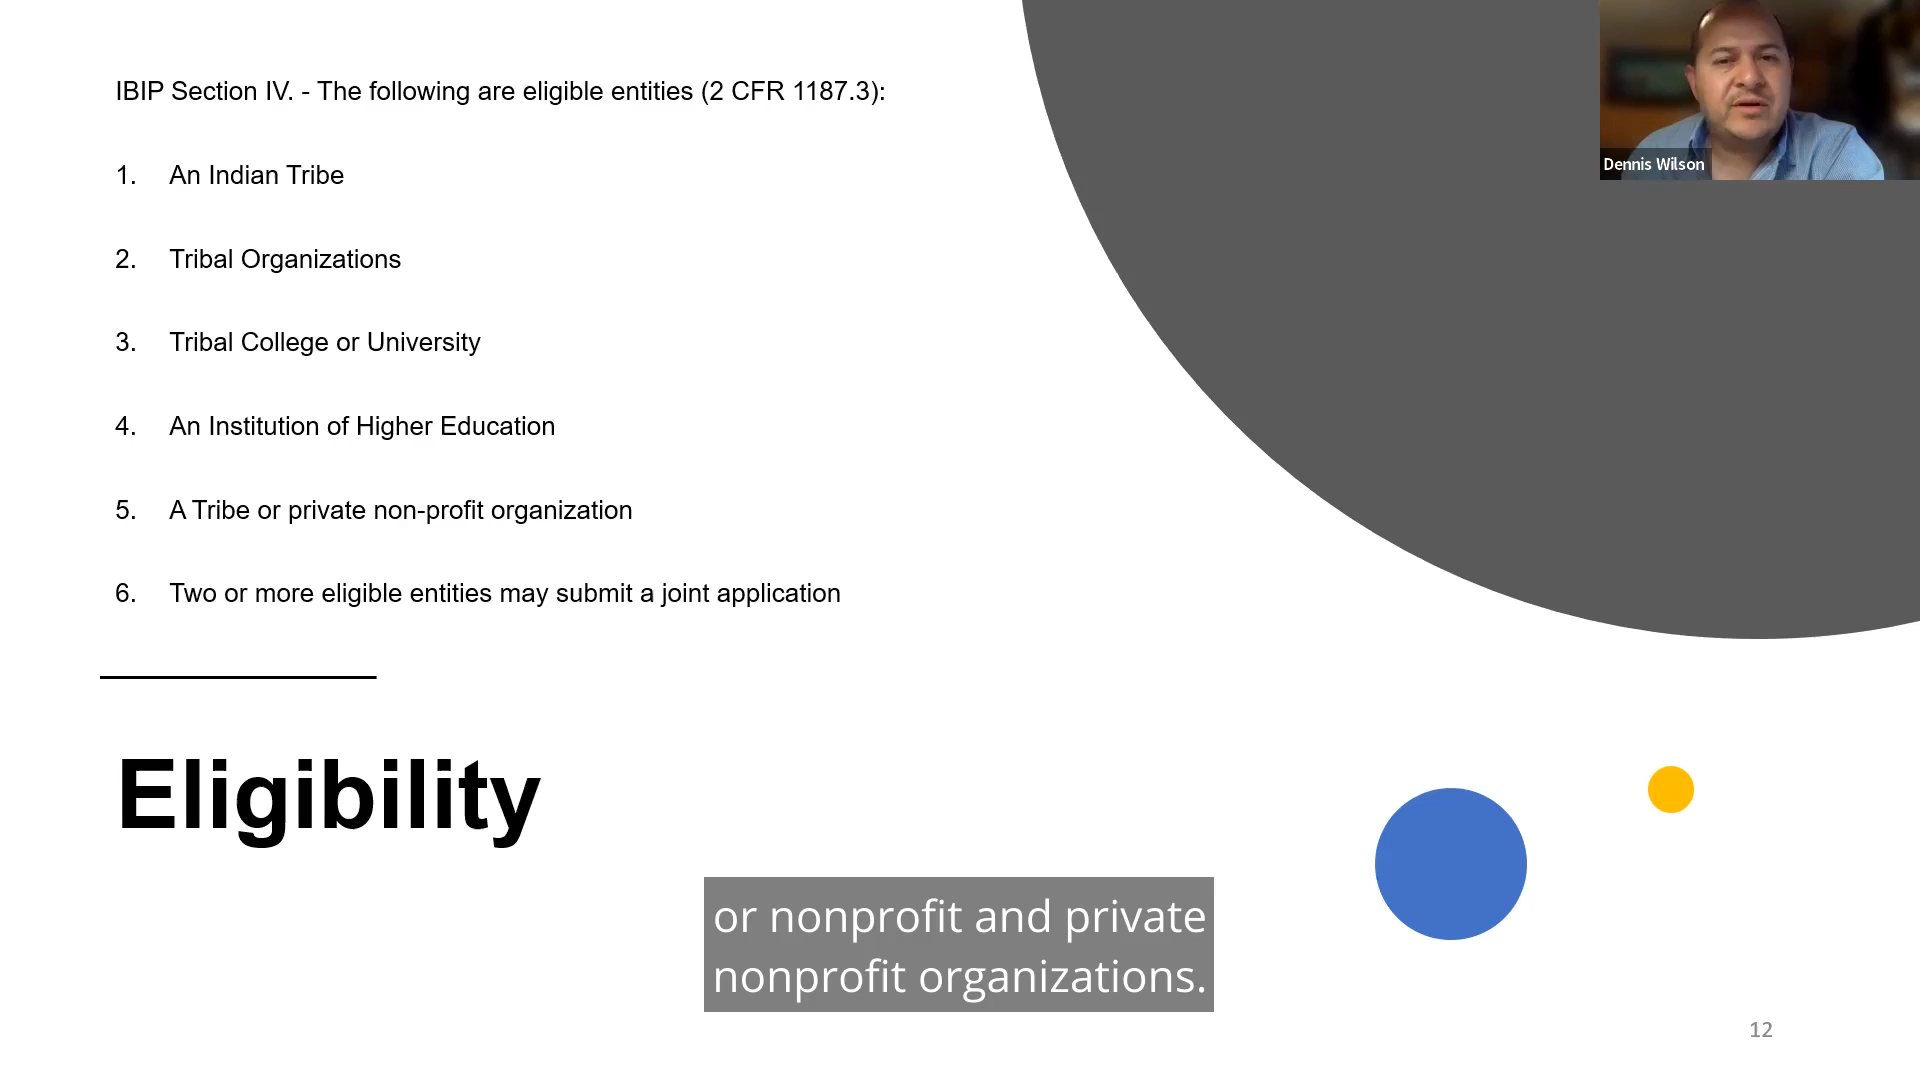 IBIP Section IV. - The following are eligible entities (2 CFR 1187.3):
1. An Indian Tribe
2. Tribal Organizations
3. Tribal College or University
4. An Institution of Higher Education
5. A Tribe or private non-profit organization
6. Two or more eligible entities may submit a joint application
Eligibility
Dennis Wilson
or nonprofit and private
nonprofit organizations.
12